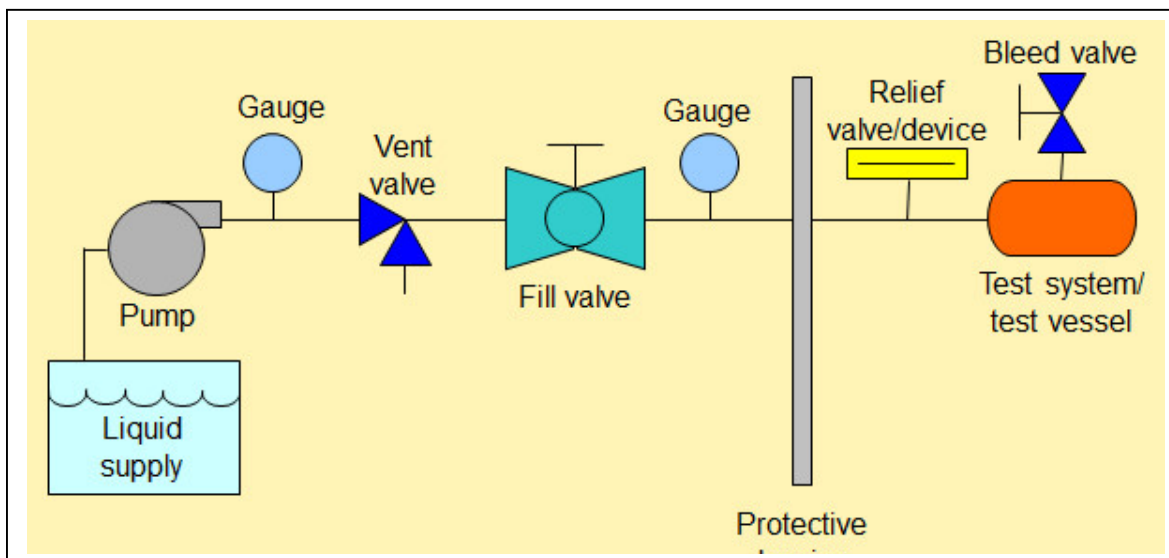 Bleed valve
Gauge
Gauge
Relief
valve/device
Vent
valve
Fill valve
Pump
Test system/
test vessel
Liquid
supply
Protective